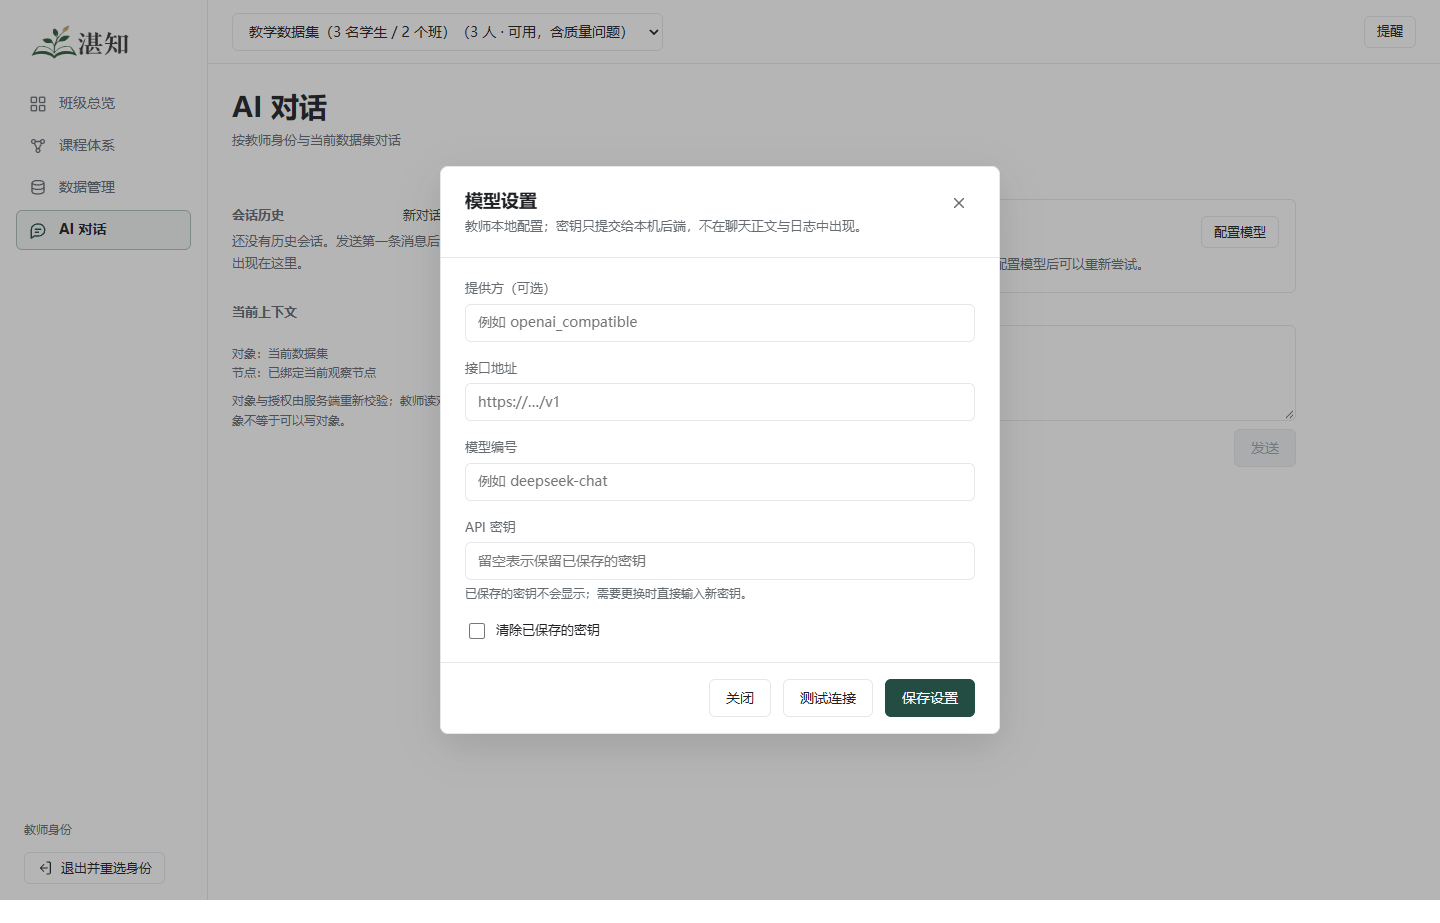 湛知
班级总览
课程体系
数据管理
AI 对话
教师身份
退出并重选身份
教学数据集（3 名学生 / 2 个班）（3 人 · 可用，含质量问题）
提醒
AI 对话
按教师身份与当前数据集对话
会话历史
新对话
还没有历史会话。发送第一条消息后
出现在这里。
当前上下文
对象：当前数据集
节点：已绑定当前观察节点
对象与授权由服务端重新校验；教师读对
象不等于可以写对象。
配置模型
配置模型后可以重新尝试。
发送
模型设置
教师本地配置；密钥只提交给本机后端，不在聊天正文与日志中出现。
提供方（可选）
例如 openai_compatible
接口地址
https://.../v1
模型编号
例如 deepseek-chat
API 密钥
留空表示保留已保存的密钥
已保存的密钥不会显示；需要更换时直接输入新密钥。
清除已保存的密钥
关闭
测试连接
保存设置